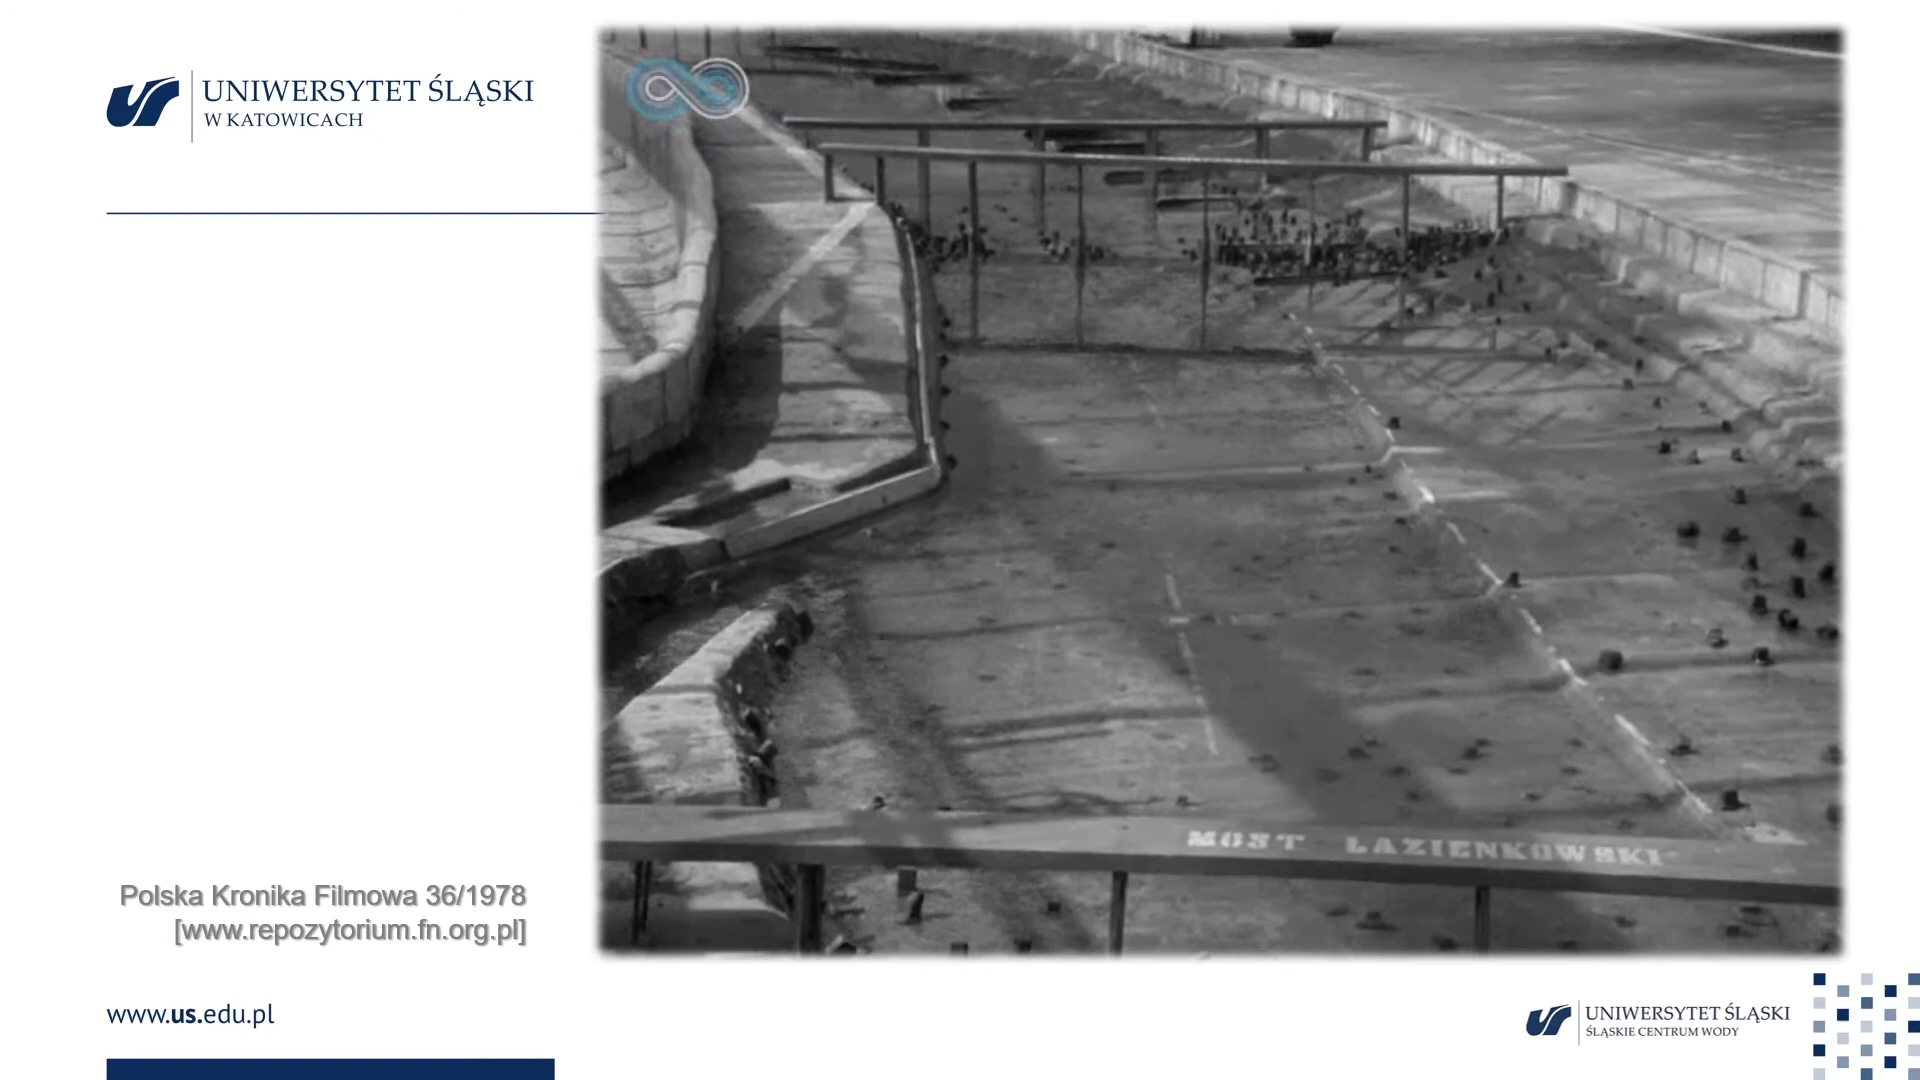 UNIWERSYTET ŚLĄSKI
W KATOWICACH
MOST ŁAZIENKOWSKI
Polska Kronika Filmowa 36/1978
[www.repozytorium.fn.org.pl]
www.us.edu.pl
UNIWERSYTET ŚLĄSKI
ŚLĄSKIE CENTRUM WODY